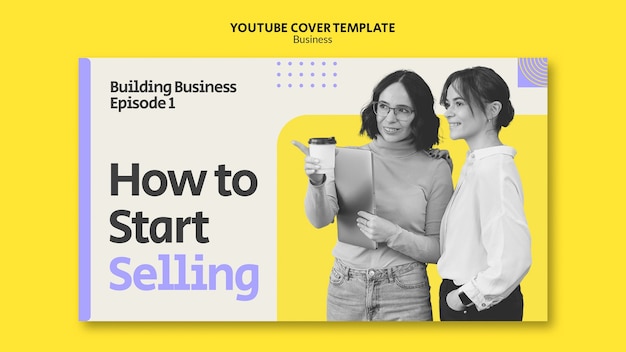 YOUTUBE COVER TEMPLATE
Business
Building Business
Episode 1
How to
Start
Selling